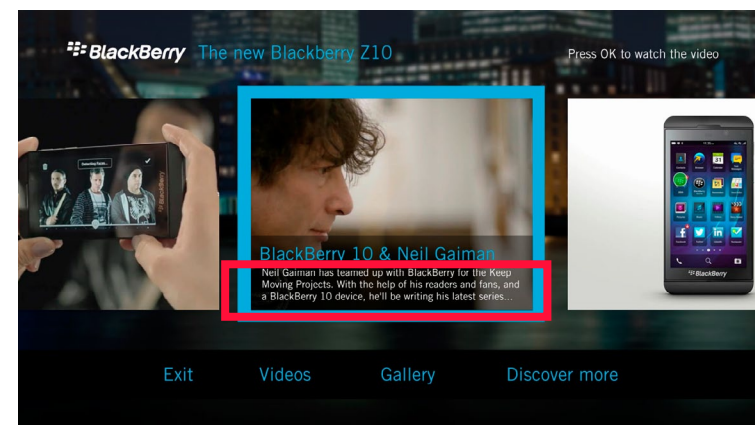 BlackBerry The new Blackberry Z10
Press OK to watch the video
BlackBerry 10 & Neil Gaiman
Neil Gaiman has teamed up with BlackBerry for the Keep
Moving Projects. With the help of his readers and fans, and
a BlackBerry 10 device, he'll be writing his latest series...
BlackBerry
BlackBerry
Exit Videos Gallery Discover more